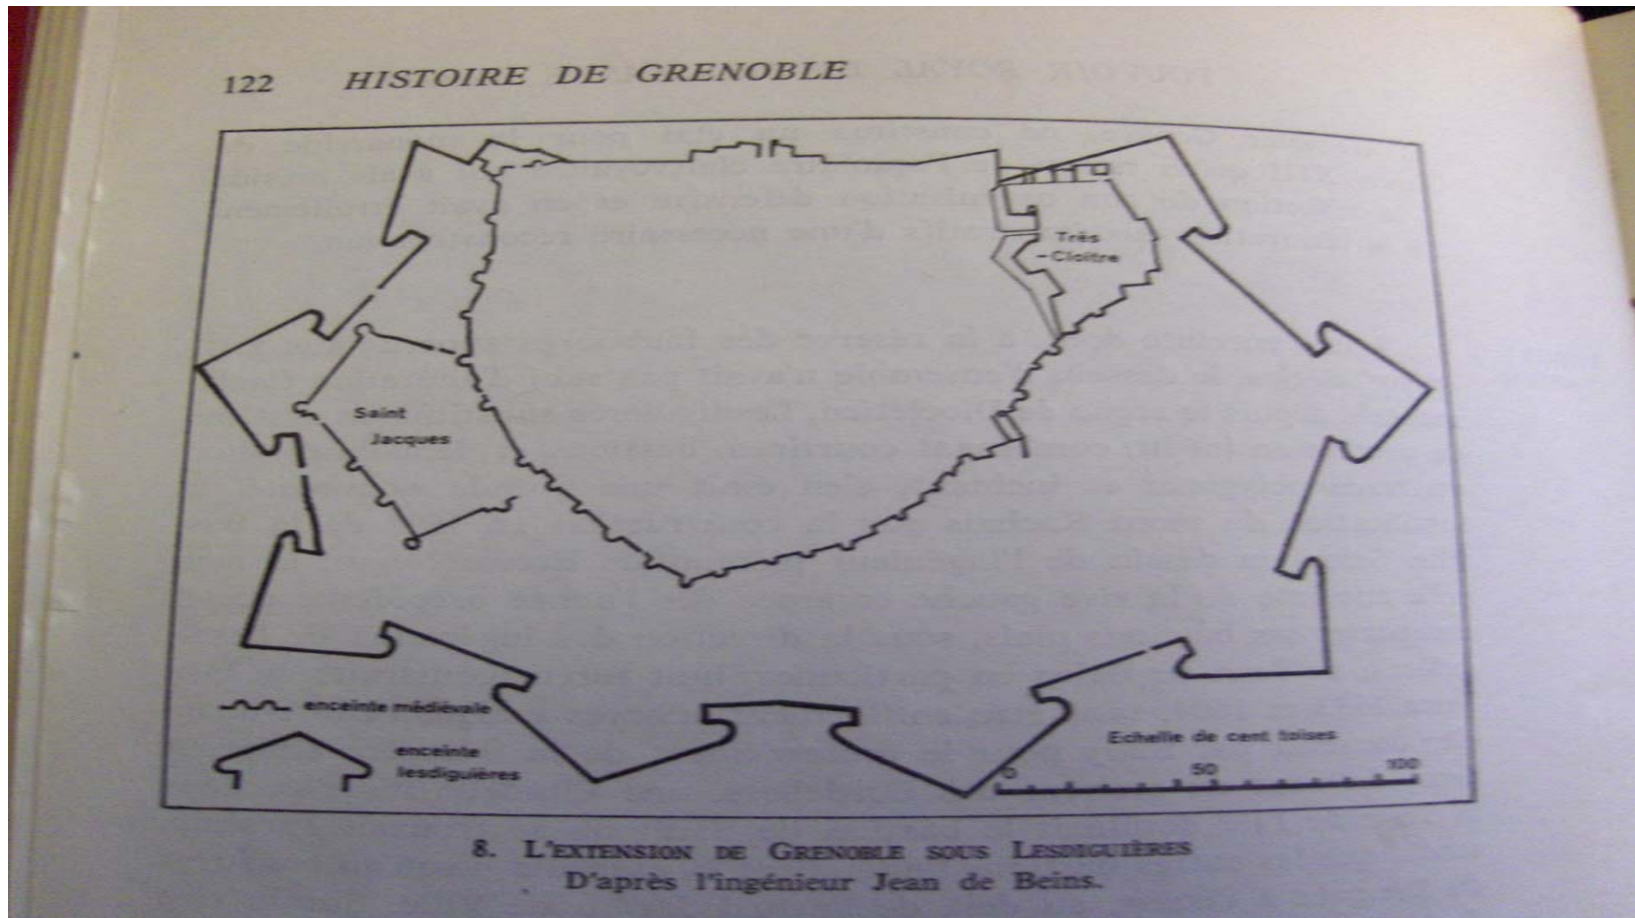 122 HISTOIRE DE GRENOBLE
Très
-Cloître
Saint
Jacques
enceinte médiévale
enceinte
lesdiguières
Echelle de cent toises
0 50 100
8. L'EXTENSION DE GRENOBLE SOUS LESDIGUIÈRES
D'après l'ingénieur Jean de Beins.